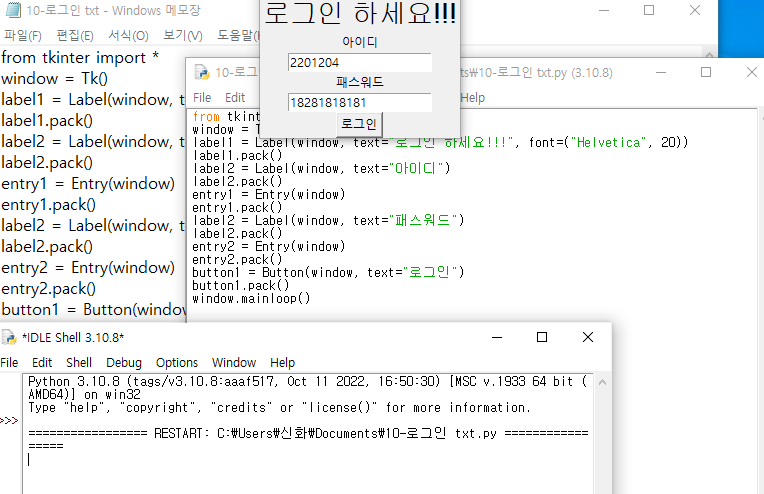 10-로그인 txt - Windows 메모장
파일(F) 편집(E) 서식(O) 보기(V) 도움말
from tkinter import *
window = Tk()
label1 = Label(window, t
label1.pack()
label2 = Label(window, t
label2.pack()
entry1 = Entry(window)
entry1.pack()
label2 = Label(window, t
label2.pack()
entry2 = Entry(window)
entry2.pack()
button1 = Button(window
로그인 하세요!!!
아이디
2201204
패스워드
18281818181
로그인
10-로그 ts\10-로그인 txt.py (3.10.8)
File Edit Help
from tkinter
window = T
label1 = Label(window, text="로그인 하세요!!!", font=("Helvetica", 20))
label1.pack()
label2 = Label(window, text="아이디")
label2.pack()
entry1 = Entry(window)
entry1.pack()
label2 = Label(window, text="패스워드")
label2.pack()
entry2 = Entry(window)
entry2.pack()
button1 = Button(window, text="로그인")
button1.pack()
window.mainloop()
*IDLE Shell 3.10.8*
File Edit Shell Debug Options Window Help
Python 3.10.8 (tags/v3.10.8:aaaf517, Oct 11 2022, 16:50:30) [MSC v.1933 64 bit (
AMD64)] on win32
Type "help", "copyright", "credits" or "license()" for more information.
>>>
================= RESTART: C:\Users\신화\Documents\10-로그인 txt.py ============
=====